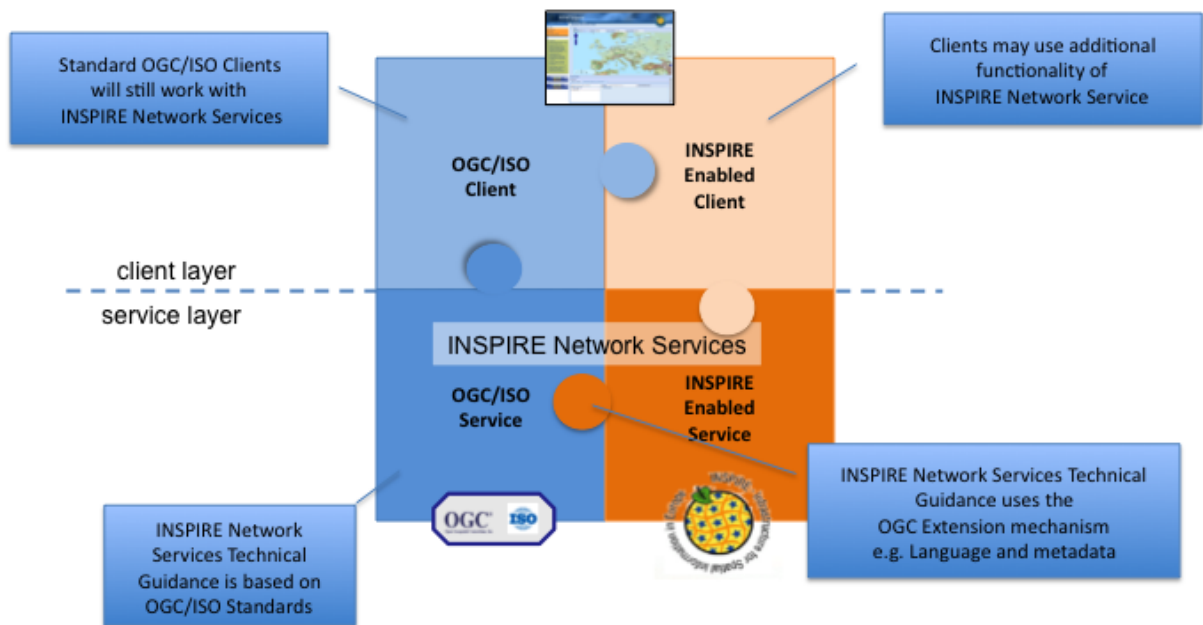 Standard OGC/ISO Clients
will still work with
INSPIRE Network Services
Clients may use additional
functionality of
INSPIRE Network Service
OGC/ISO
Client
INSPIRE
Enabled
Client
client layer
service layer
INSPIRE Network Services
OGC/ISO
Service
INSPIRE
Enabled
Service
INSPIRE Network
Services Technical
Guidance is based on
OGC/ISO Standards
OGC®
ISO
INSPIRE Network Services Technical
Guidance uses the
OGC Extension mechanism
e.g. Language and metadata